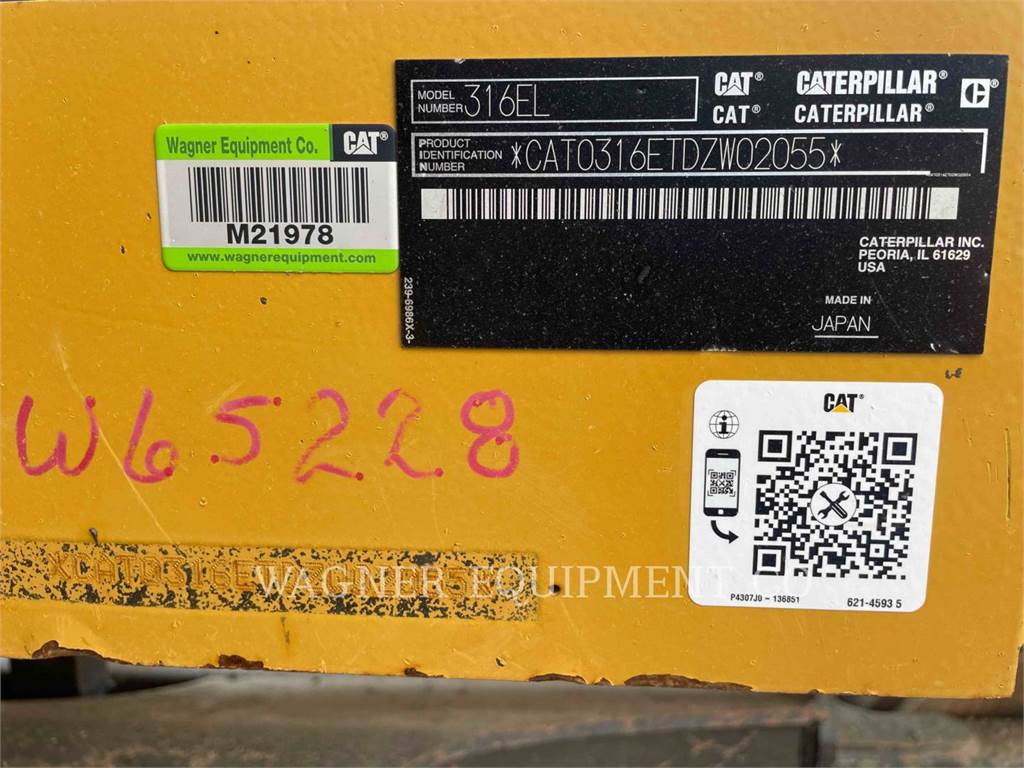 MODEL NUMBER 316EL
CAT® CATERPILLAR®
CAT® CATERPILLAR®
PRODUCT IDENTIFICATION NUMBER *CAT0316ETDZW02055*
CATERPILLAR INC.
PEORIA, IL 61629
USA
MADE IN
JAPAN
239-6986X-3-
Wagner Equipment Co. CAT®
M21978
www.wagnerequipment.com
W65228
CAT®
P4307J0 - 136851
621-4593 5
WAGNER EQUIPMENT CO